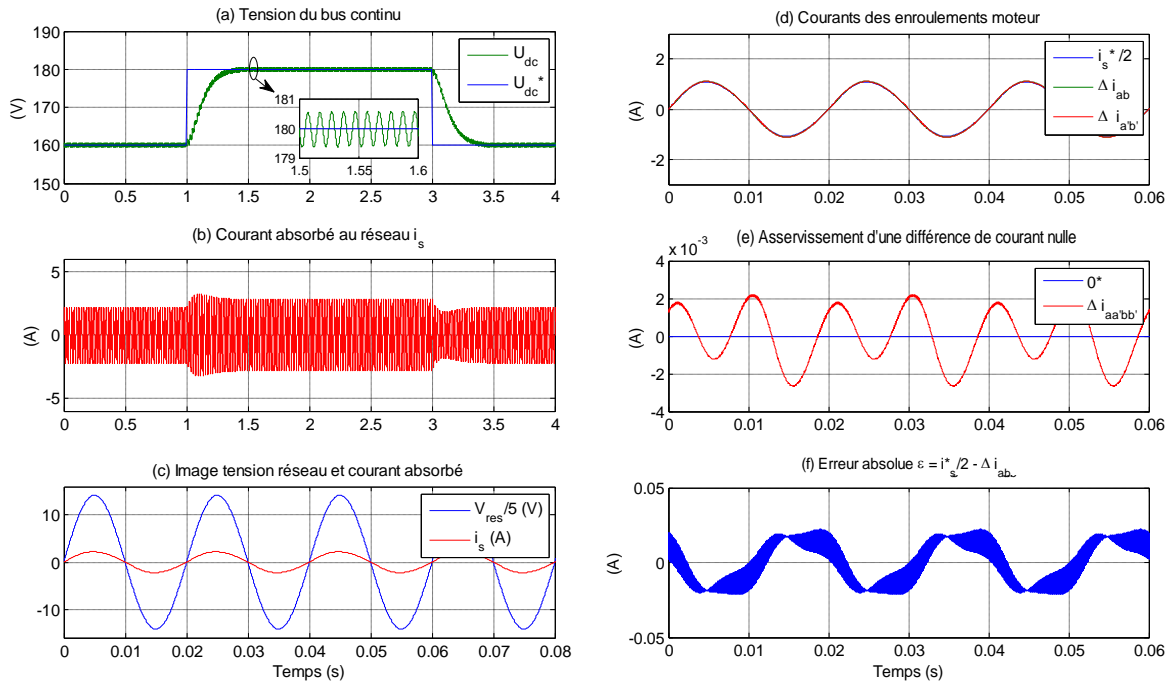 (a) Tension du bus continu
190
180
170
160
150
(V)
0 0.5 1 1.5 2 2.5 3 3.5 4
U_dc
U_dc*
181
180
179
1.5 1.55 1.6
(b) Courant absorbé au réseau i_s
5
0
-5
(A)
0 0.5 1 1.5 2 2.5 3 3.5 4
(c) Image tension réseau et courant absorbé
10
0
-10
0 0.01 0.02 0.03 0.04 0.05 0.06 0.07 0.08
V_res/5 (V)
i_s (A)
Temps (s)
(d) Courants des enroulements moteur
2
0
-2
(A)
0 0.01 0.02 0.03 0.04 0.05 0.06
i_s*/2
Δ i_ab
Δ i_a'b'
(e) Asservissement d'une différence de courant nulle
x 10^-3
4
2
0
-2
-4
(A)
0 0.01 0.02 0.03 0.04 0.05 0.06
0*
Δ i_aa'bb'
(f) Erreur absolue ε = i*_s/2 - Δ i_ab
0.05
0
-0.05
(A)
0 0.01 0.02 0.03 0.04 0.05 0.06
Temps (s)